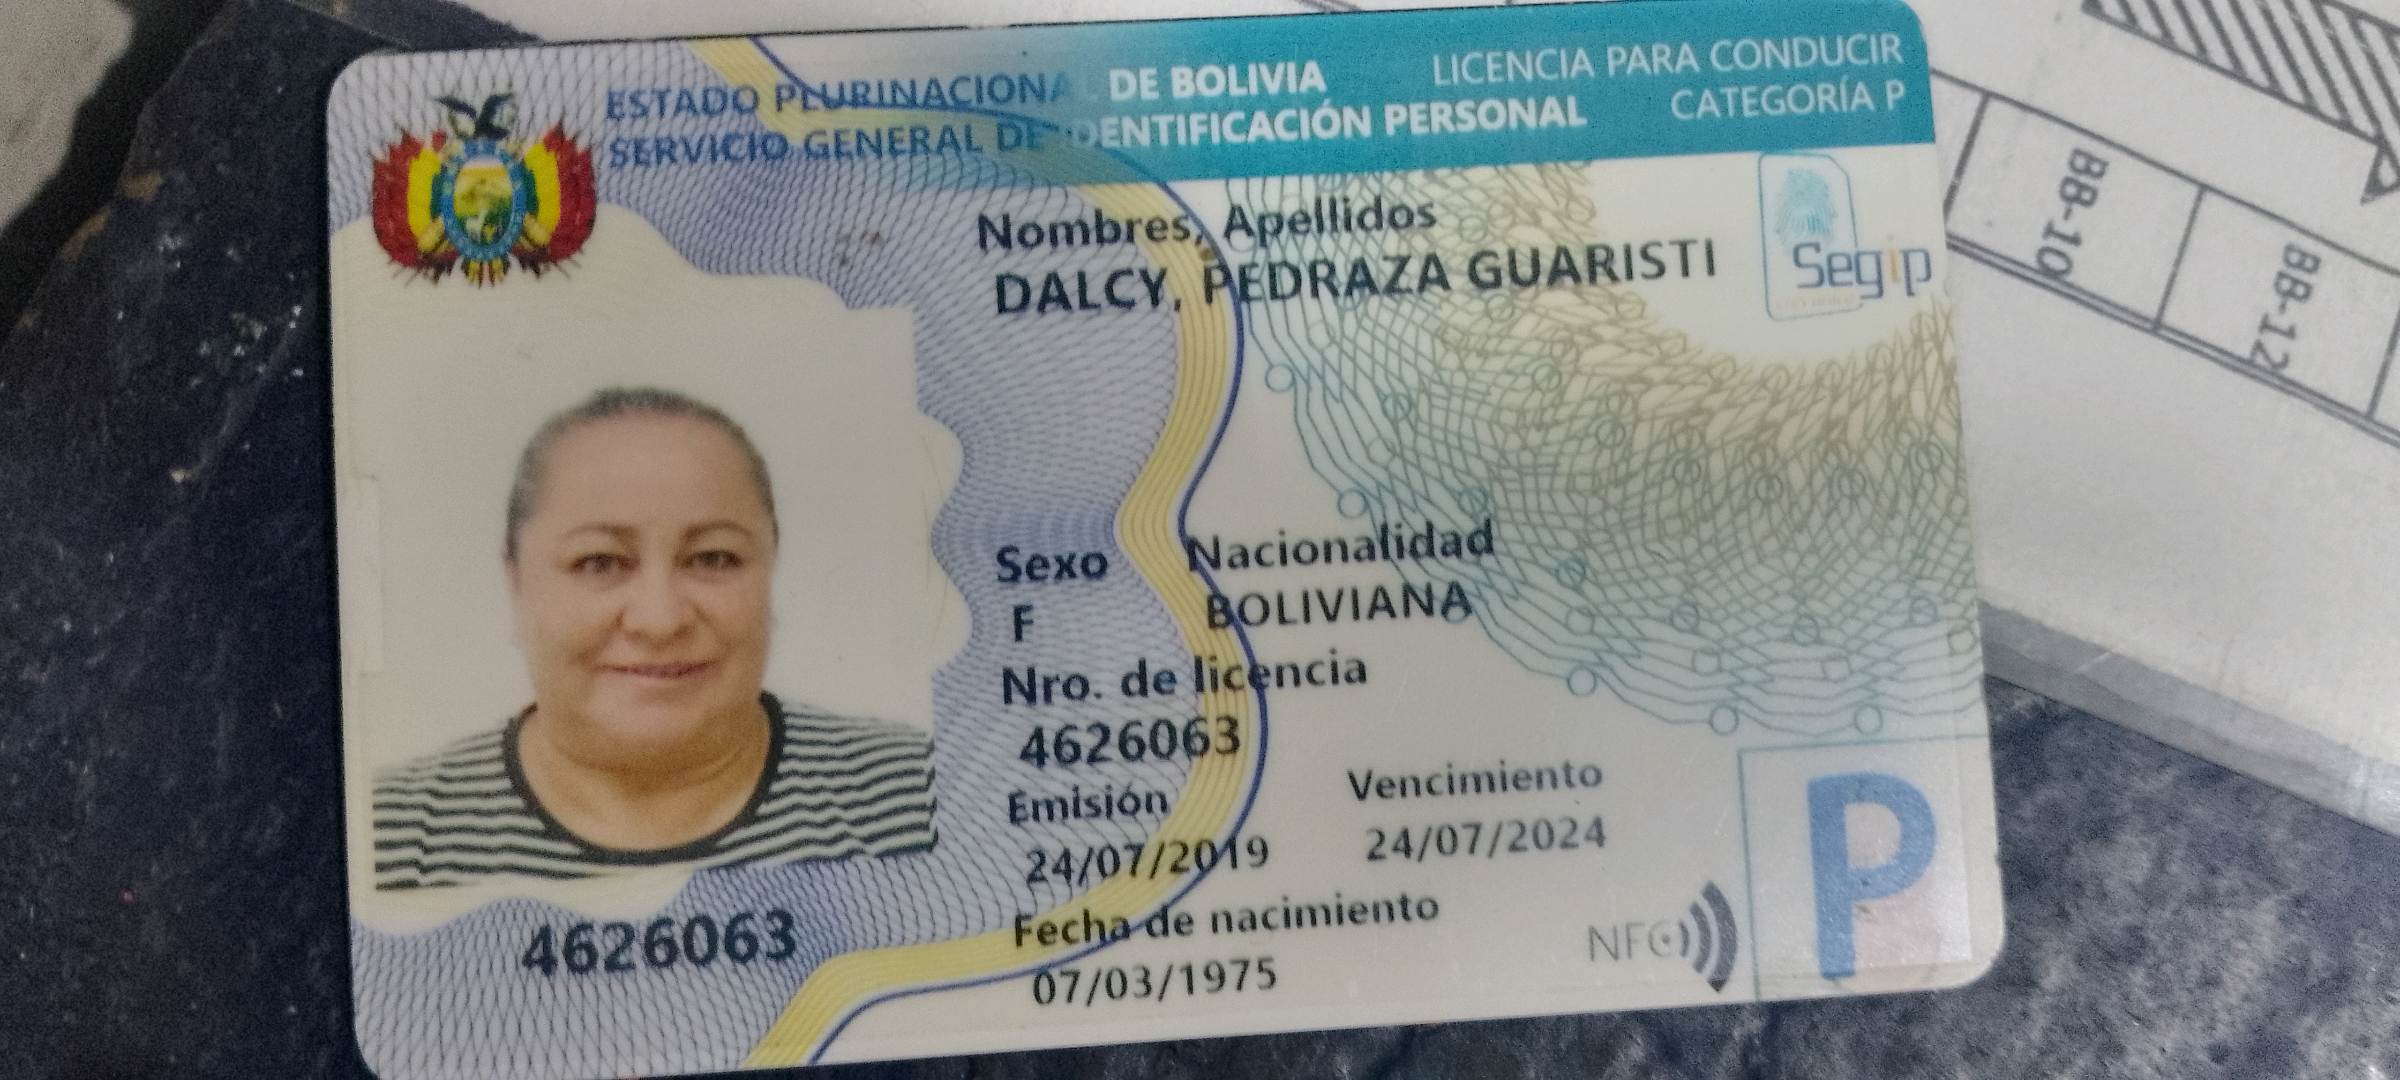 ESTADO PLURINACIONAL DE BOLIVIA
SERVICIO GENERAL DE IDENTIFICACIÓN PERSONAL
LICENCIA PARA CONDUCIR
CATEGORÍA P
Segip
Nombres, Apellidos
DALCY, PEDRAZA GUARISTI
Sexo
F
Nacionalidad
BOLIVIANA
Nro. de licencia
4626063
Emisión
24/07/2019
Vencimiento
24/07/2024
Fecha de nacimiento
07/03/1975
4626063
NFC
P
BB-10
BB-12